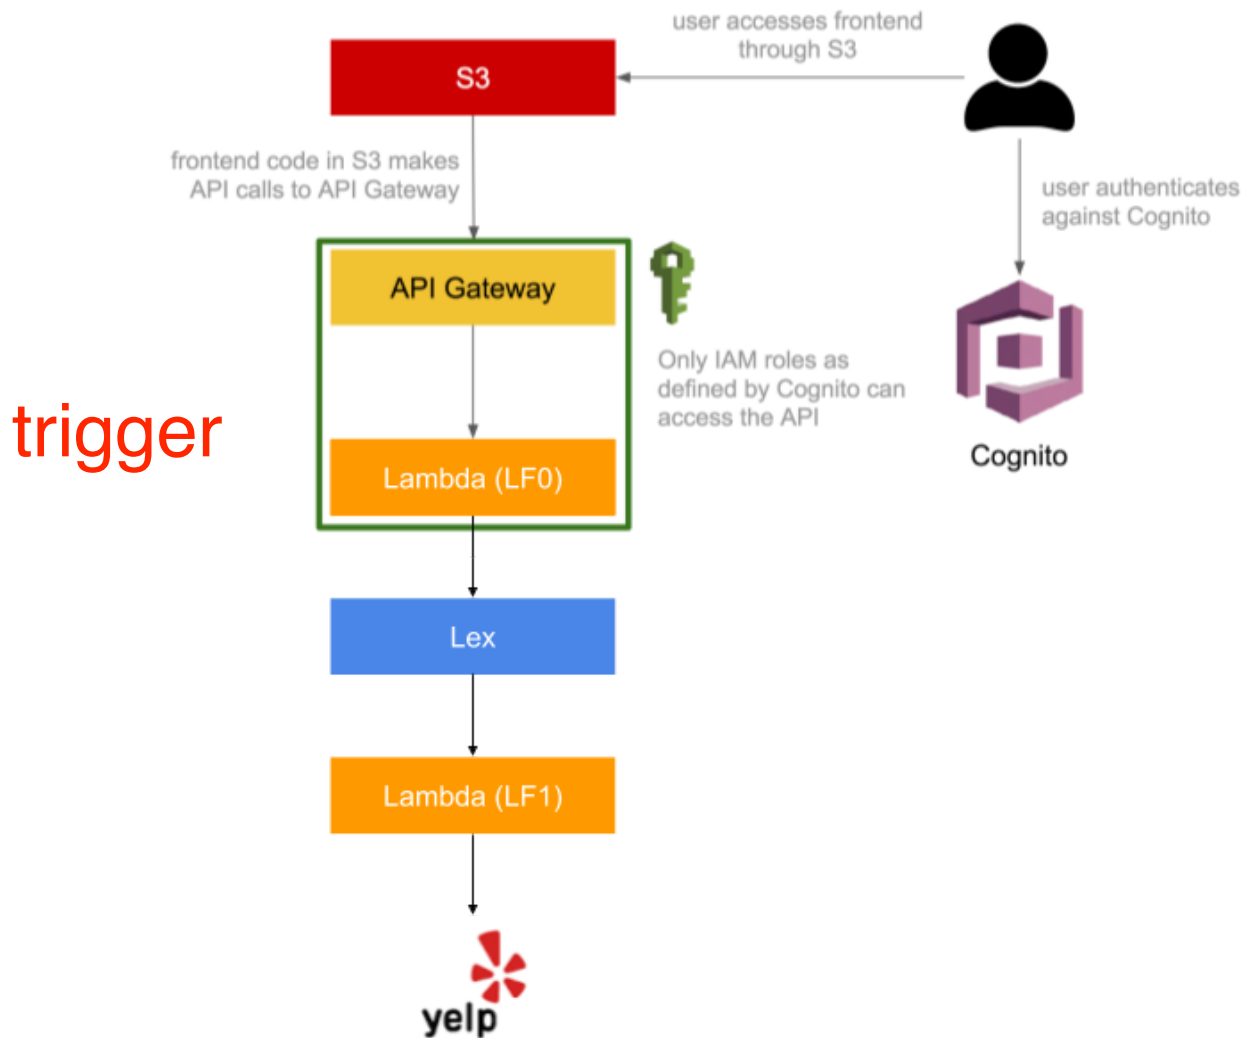 user accesses frontend
through S3
S3
frontend code in S3 makes
API calls to API Gateway
user authenticates
against Cognito
API Gateway
Only IAM roles as
defined by Cognito can
access the API
trigger
Cognito
Lambda (LF0)
Lex
Lambda (LF1)
yelp